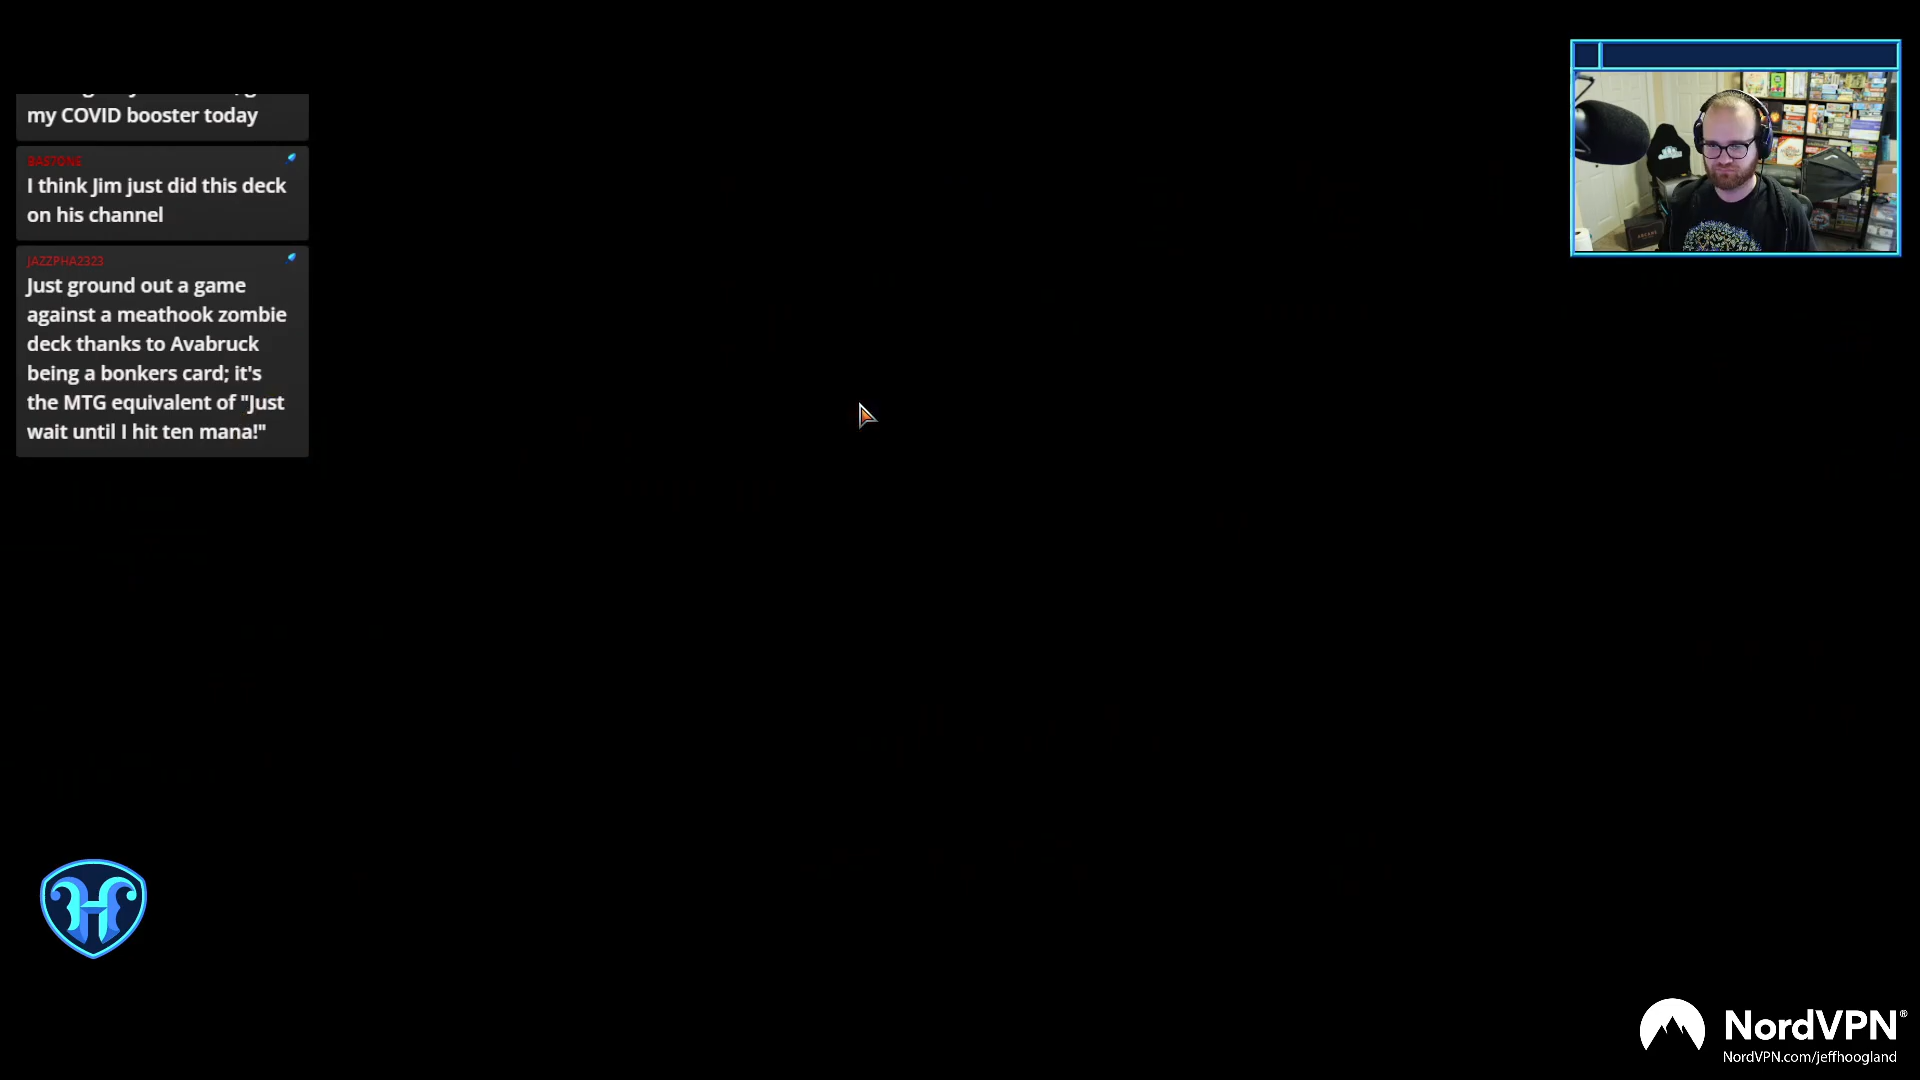 my COVID booster today
BAS7ONE
I think Jim just did this deck
on his channel
JAZZPHA2323
Just ground out a game
against a meathook zombie
deck thanks to Avabruck
being a bonkers card; it's
the MTG equivalent of "Just
wait until I hit ten mana!"
H
NordVPN®
NordVPN.com/jeffhoogland